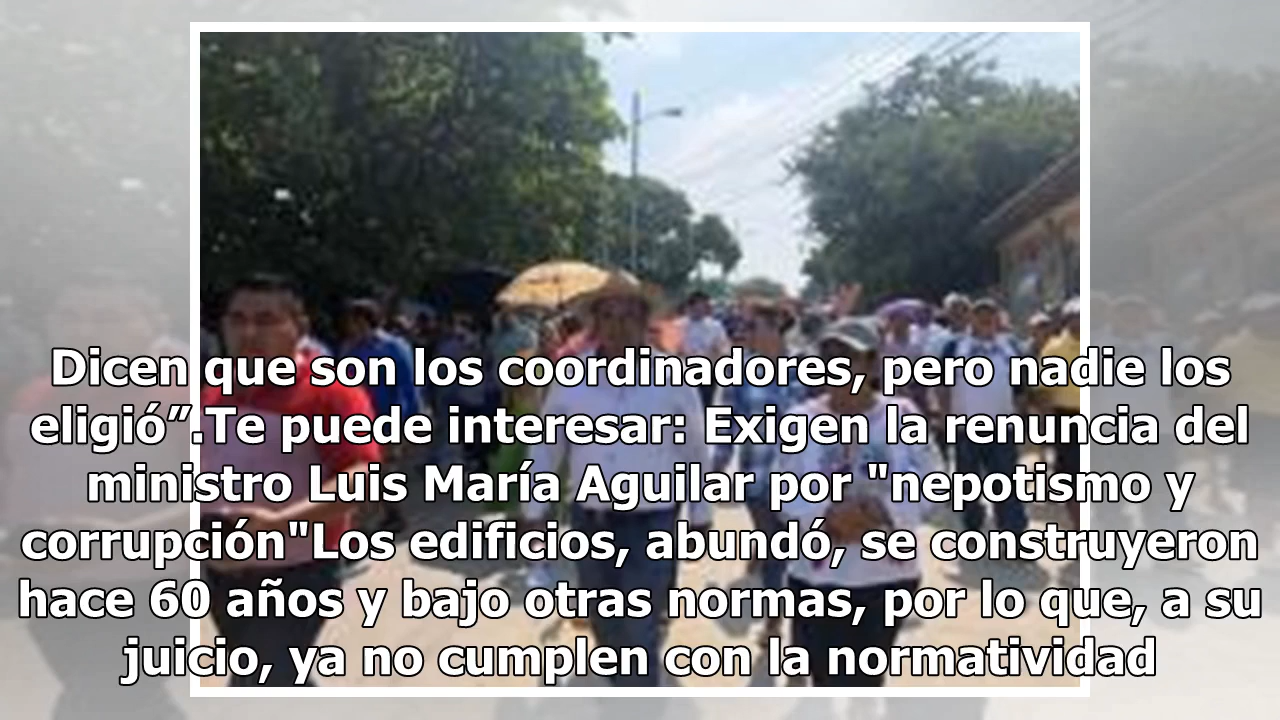 Dicen que son los coordinadores, pero nadie los
eligió”.Te puede interesar: Exigen la renuncia del
ministro Luis María Aguilar por "nepotismo y
corrupción"Los edificios, abundó, se construyeron
hace 60 años y bajo otras normas, por lo que, a su
juicio, ya no cumplen con la normatividad